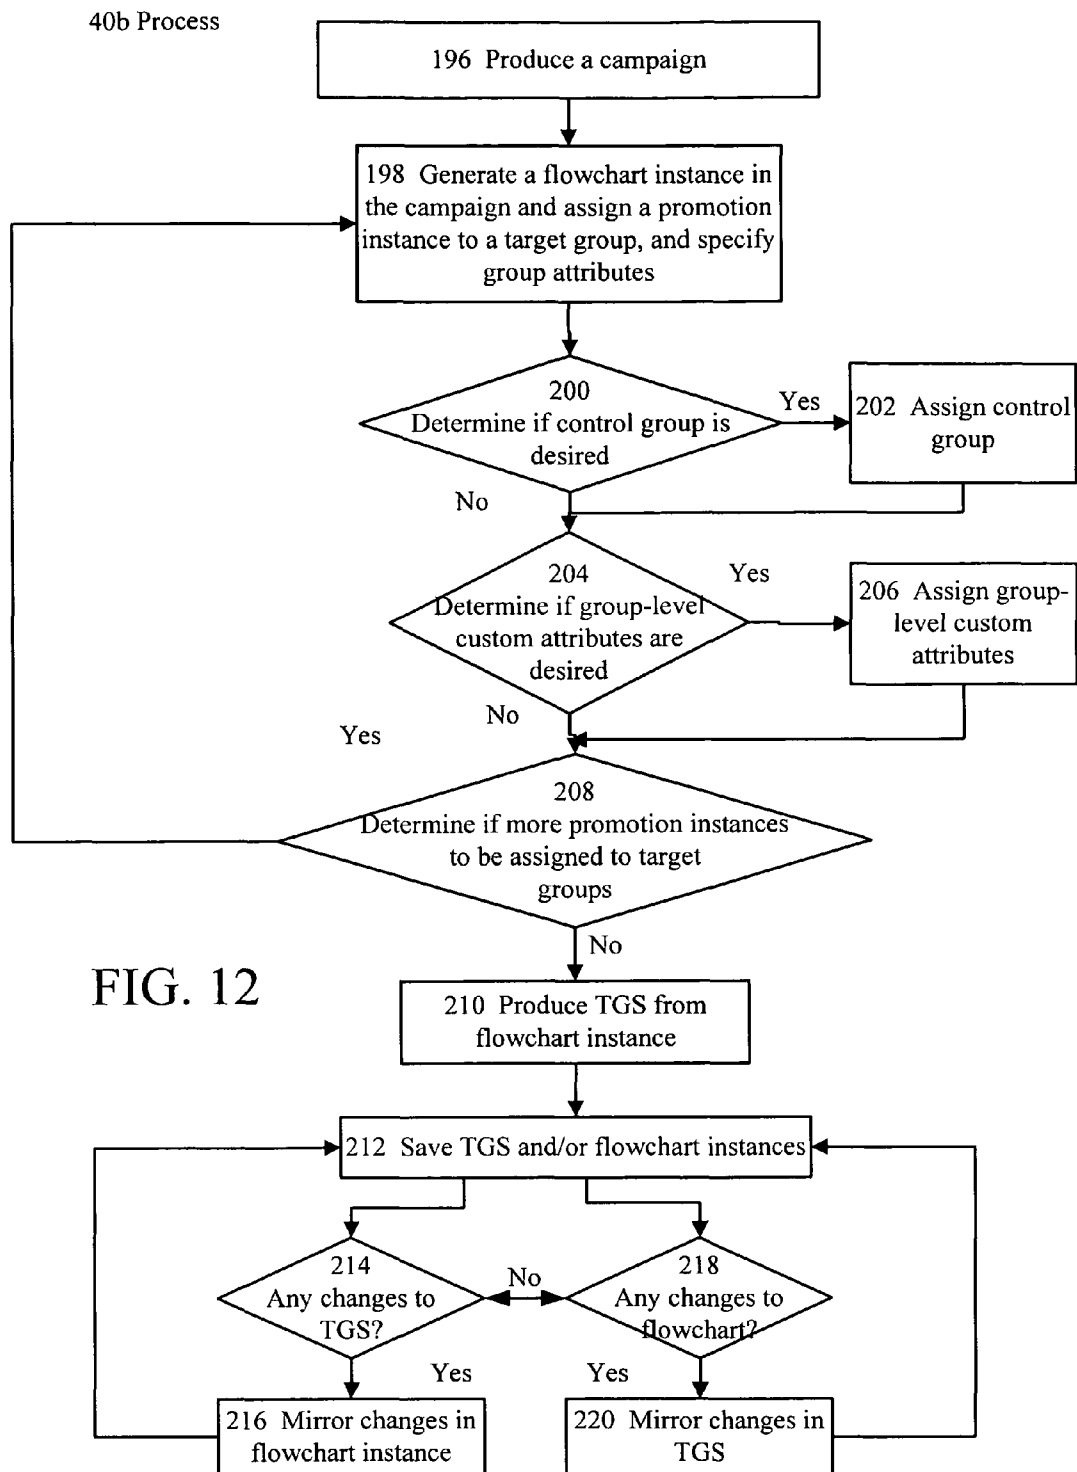 40b Process
196 Produce a campaign
198 Generate a flowchart instance in
the campaign and assign a promotion
instance to a target group, and specify
group attributes
200
Determine if control group is
desired
Yes
202 Assign control
group
No
204
Determine if group-level
custom attributes are
desired
Yes
206 Assign group-
level custom
attributes
No
Yes
208
Determine if more promotion instances
to be assigned to target
groups
No
FIG. 12
210 Produce TGS from
flowchart instance
212 Save TGS and/or flowchart instances
214
Any changes to
TGS?
No
218
Any changes to
flowchart?
Yes
Yes
216 Mirror changes in
flowchart instance
220 Mirror changes in
TGS